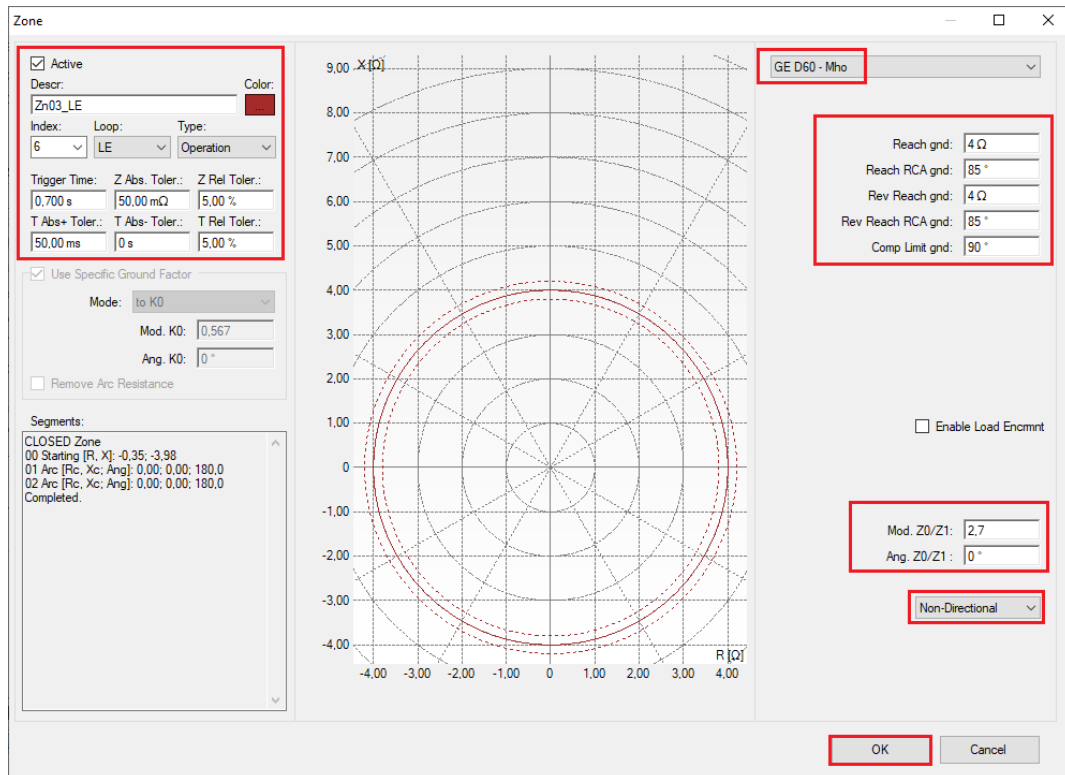 Zone
Active
Descr:
Color:
Zn03_LE
...
Index:
Loop:
Type:
6
LE
Operation
Trigger Time:
Z Abs. Toler.:
Z Rel Toler.:
0,700 s
50,00 mΩ
5,00 %
T Abs+ Toler.:
T Abs- Toler.:
T Rel Toler.:
50,00 ms
0 s
5,00 %
Use Specific Ground Factor
Mode:
to K0
Mod. K0:
0,567
Ang. K0:
0 °
Remove Arc Resistance
Segments:
CLOSED Zone
00 Starting [R, X]: -0,35; -3,98
01 Arc [Rc, Xc; Ang]: 0,00; 0,00; 180,0
02 Arc [Rc, Xc; Ang]: 0,00; 0,00; 180,0
Completed.
X [Ω]
9,00
8,00
7,00
6,00
5,00
4,00
3,00
2,00
1,00
0
-1,00
-2,00
-3,00
-4,00
R [Ω]
-4,00
-3,00
-2,00
-1,00
0
1,00
2,00
3,00
4,00
GE D60 - Mho
Reach gnd:
4 Ω
Reach RCA gnd:
85 °
Rev Reach gnd:
4 Ω
Rev Reach RCA gnd:
85 °
Comp Limit gnd:
90 °
Enable Load Encmnt
Mod. Z0/Z1:
2,7
Ang. Z0/Z1 :
0 °
Non-Directional
OK
Cancel